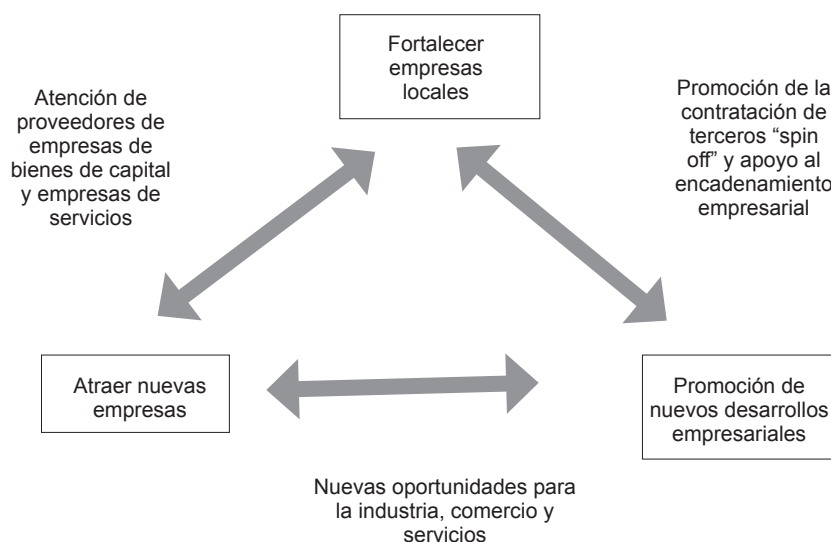 Fortalecer
empresas
locales
Atención de
proveedores de
empresas de
bienes de capital
y empresas de
servicios
Promoción de la
contratación de
terceros “spin
off” y apoyo al
encadenamiento
empresarial
Atraer nuevas
empresas
Promoción de
nuevos desarrollos
empresariales
Nuevas oportunidades para
la industria, comercio y
servicios